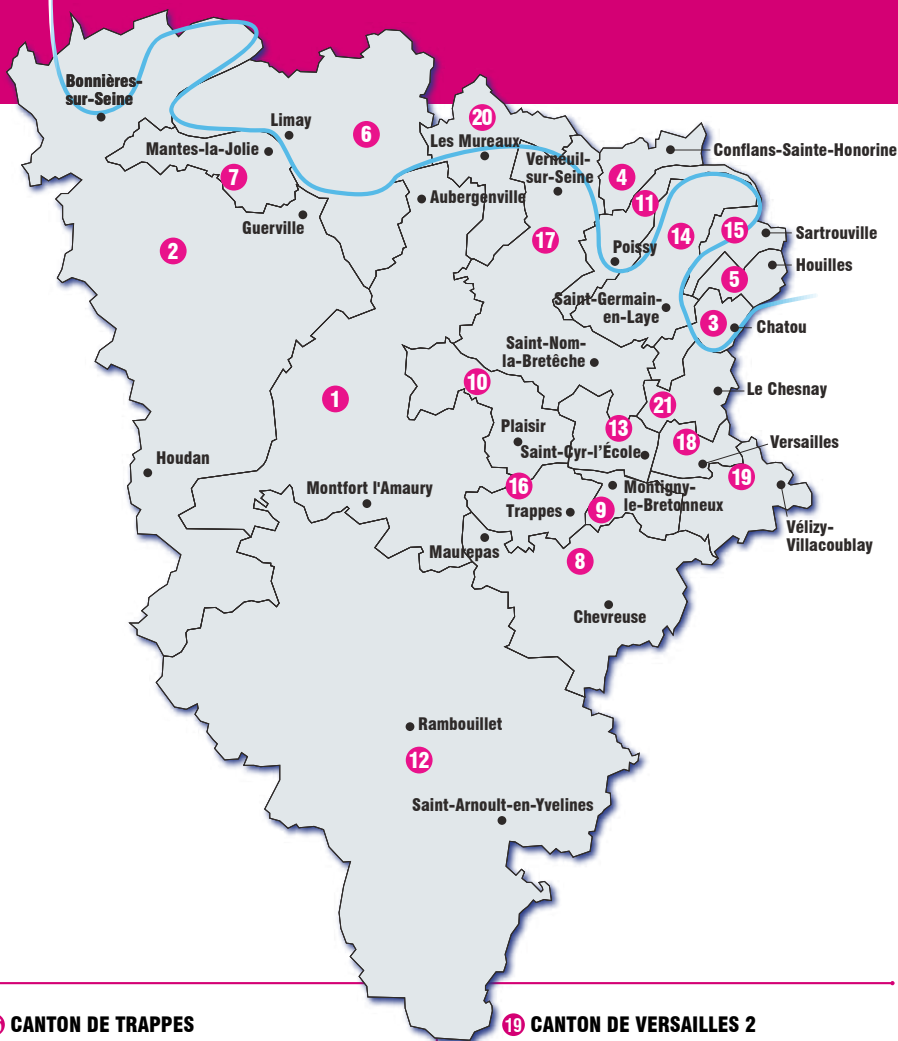 Bonnières-
sur-Seine
Limay
6
20
Les Mureaux
Mantes-la-Jolie
7
Verneuil-
sur-Seine
Conflans-Sainte-Honorine
4
11
Aubergenville
Guerville
2
17
14
15
Sartrouville
Poissy
Houilles
5
Saint-Germain-
en-Laye
3
Chatou
Saint-Nom-
la-Bretêche
10
1
Le Chesnay
21
Plaisir
13
18
Versailles
Saint-Cyr-l'École
Houdan
19
Montfort l'Amaury
16
Montigny-
le-Bretonneux
Trappes
9
Vélizy-
Villacoublay
Maurepas
8
Chevreuse
Rambouillet
12
Saint-Arnoult-en-Yvelines
CANTON DE TRAPPES
19 CANTON DE VERSAILLES 2